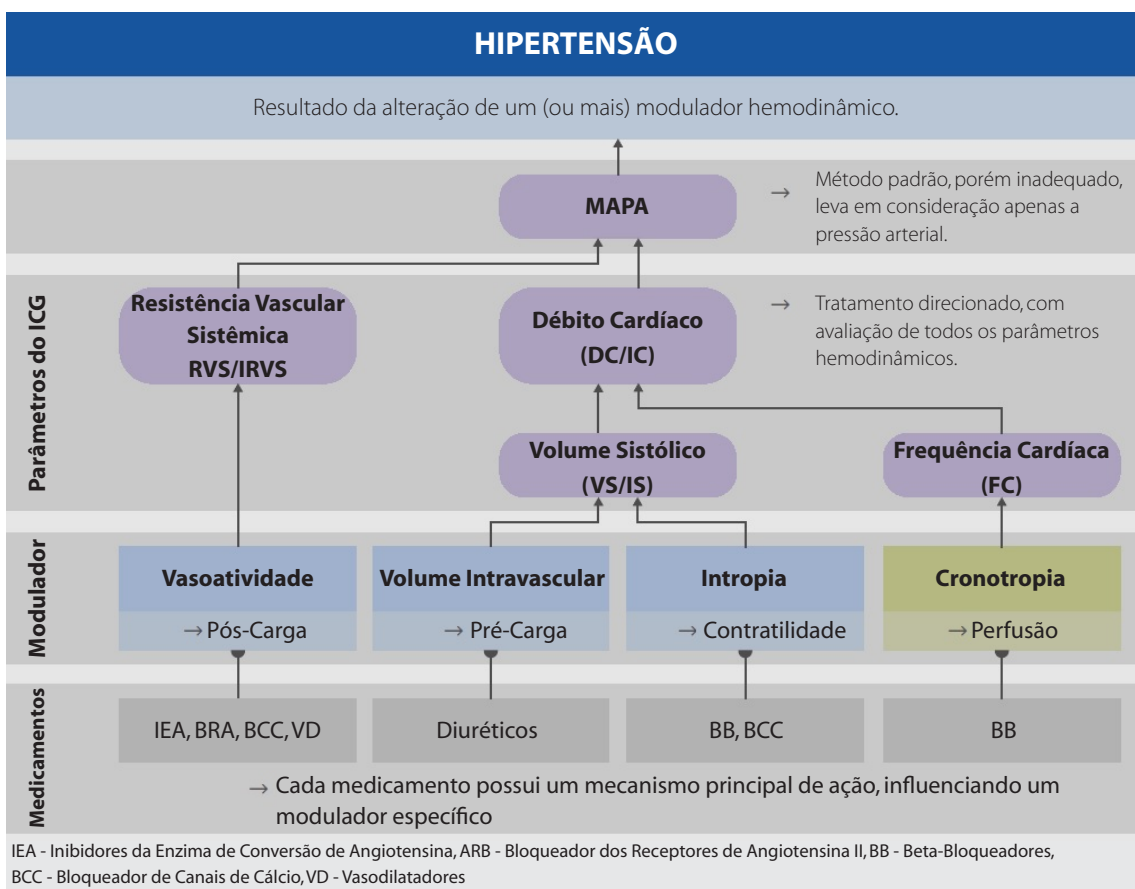 HIPERTENSÃO
Resultado da alteração de um (ou mais) modulador hemodinâmico.
MAPA
→ Método padrão, porém inadequado,
leva em consideração apenas a
pressão arterial.
Parâmetros do ICG
Resistência Vascular
Sistêmica
RVS/IRVS
Débito Cardíaco
(DC/IC)
→ Tratamento direcionado, com
avaliação de todos os parâmetros
hemodinâmicos.
Volume Sistólico
(VS/IS)
Frequência Cardíaca
(FC)
Modulador
Vasoatividade
→ Pós-Carga
Volume Intravascular
→ Pré-Carga
Intropia
→ Contratilidade
Cronotropia
→ Perfusão
Medicamentos
IEA, BRA, BCC, VD
Diuréticos
BB, BCC
BB
→ Cada medicamento possui um mecanismo principal de ação, influenciando um
modulador específico
IEA - Inibidores da Enzima de Conversão de Angiotensina, ARB - Bloqueador dos Receptores de Angiotensina II, BB - Beta-Bloqueadores,
BCC - Bloqueador de Canais de Cálcio, VD - Vasodilatadores